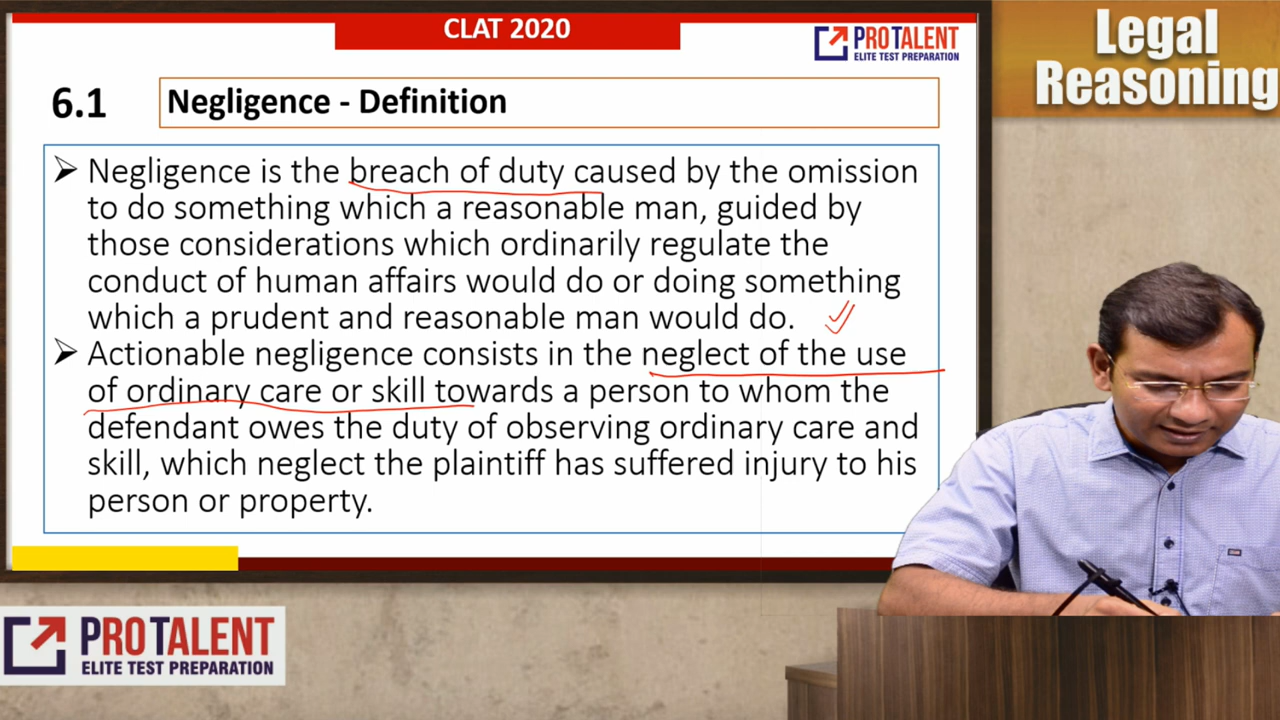 CLAT 2020
PROTALENT
ELITE TEST PREPARATION
Legal
Reasoning
6.1
Negligence - Definition
➤ Negligence is the breach of duty caused by the omission
to do something which a reasonable man, guided by
those considerations which ordinarily regulate the
conduct of human affairs would do or doing something
which a prudent and reasonable man would do.
➤ Actionable negligence consists in the neglect of the use
of ordinary care or skill towards a person to whom the
defendant owes the duty of observing ordinary care and
skill, which neglect the plaintiff has suffered injury to his
person or property.
PROTALENT
ELITE TEST PREPARATION